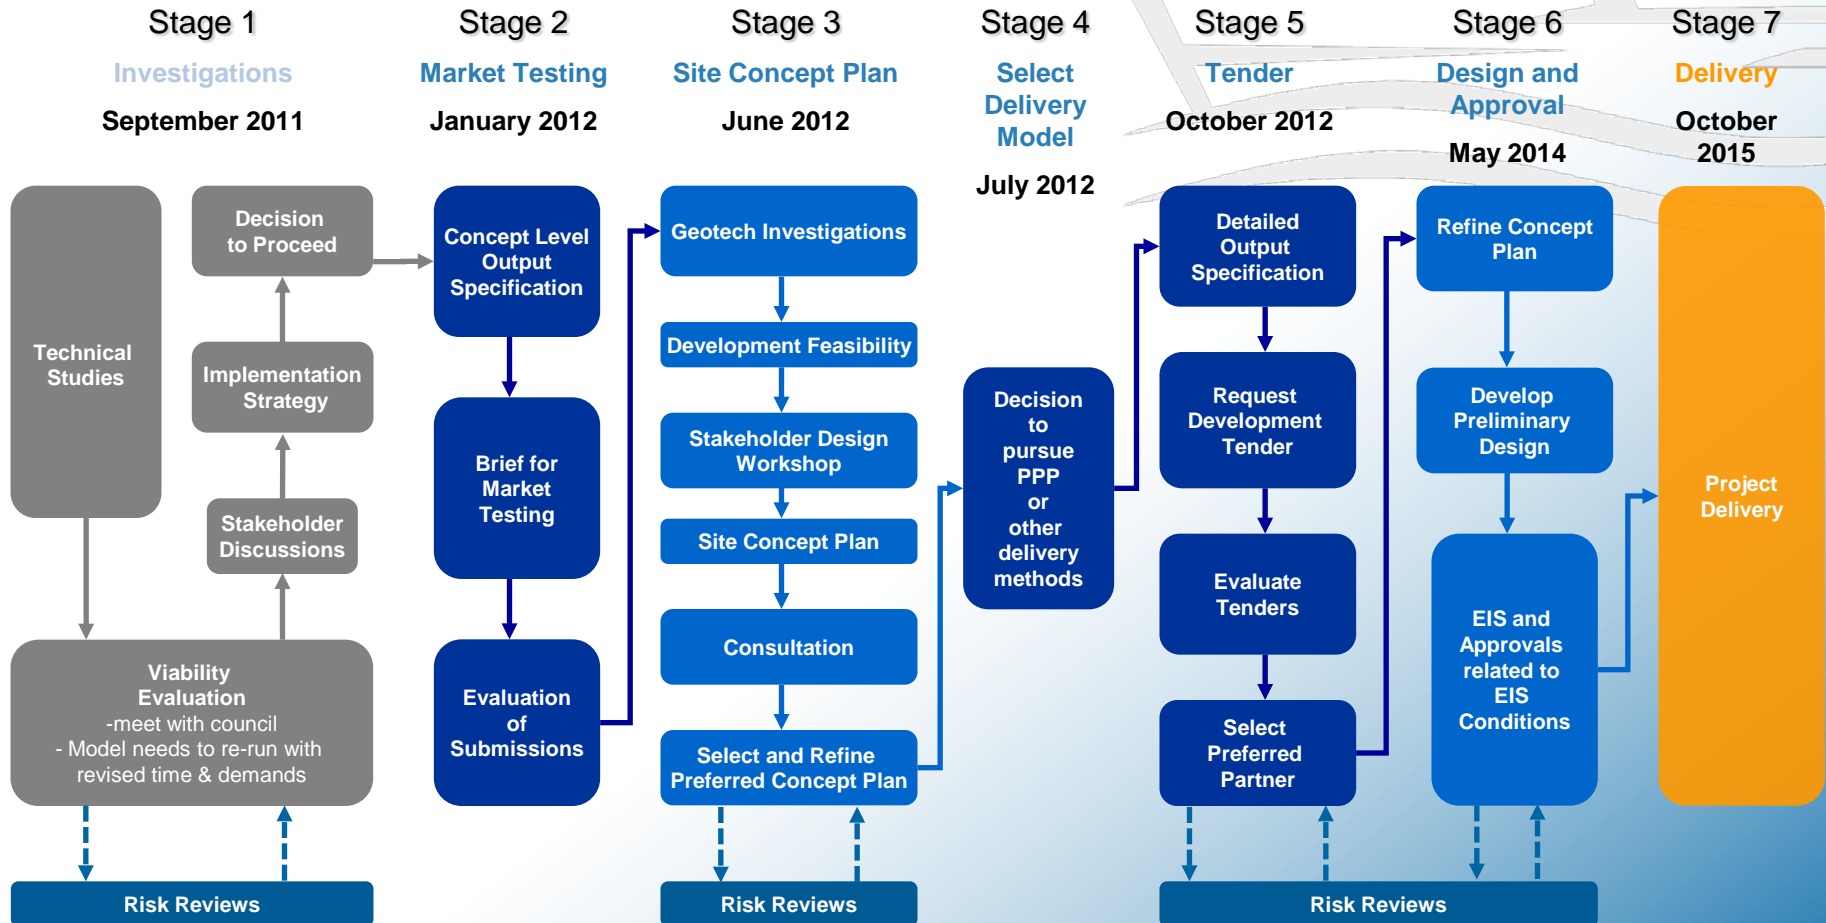 Stage 1
Investigations
September 2011
Stage 2
Market Testing
January 2012
Stage 3
Site Concept Plan
June 2012
Stage 4
Select
Delivery
Model
July 2012
Stage 5
Tender
October 2012
Stage 6
Design and
Approval
May 2014
Stage 7
Delivery
October
2015
Technical
Studies
Decision
to Proceed
Implementation
Strategy
Stakeholder
Discussions
Viability
Evaluation
-meet with council
- Model needs to re-run with
revised time & demands
Risk Reviews
Concept Level
Output
Specification
Brief for
Market
Testing
Evaluation
of
Submissions
Geotech Investigations
Development Feasibility
Stakeholder Design
Workshop
Site Concept Plan
Consultation
Select and Refine
Preferred Concept Plan
Risk Reviews
Decision
to
pursue
PPP
or
other
delivery
methods
Detailed
Output
Specification
Request
Development
Tender
Evaluate
Tenders
Select
Preferred
Partner
Refine Concept
Plan
Develop
Preliminary
Design
EIS and
Approvals
related to
EIS
Conditions
Risk Reviews
Project
Delivery